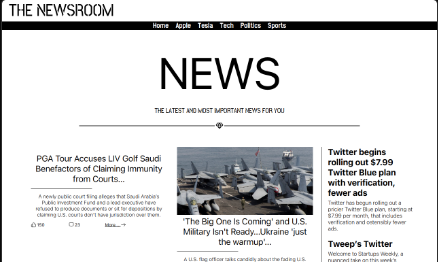 THE NEWSROOM
Home Apple Tesla Tech Politics Sports
NEWS
THE LATEST AND MOST IMPORTANT NEWS FOR YOU
PGA Tour Accuses LIV Golf Saudi
Benefactors of Claiming Immunity
from Courts...
A newly public court filing alleges that Saudi Arabia's
Public Investment Fund and a lead executive have
refused to produce documents or sit for depositions by
claiming U.S. courts don't have jurisdiction over them.
150
25
More...
'The Big One Is Coming' and U.S.
Military Isn't Ready...Ukraine 'just
the warmup'...
A U.S. flag officer talks candidly about the facing U.S.
Twitter begins
rolling out $7.99
Twitter Blue plan
with verification,
fewer ads
Twitter has begun rolling out a
pricier Twitter Blue plan, starting at
$7.99 per month, that includes
verification and ostensibly fewer
ads.
Tweep's Twitter
Welcome to Startups Weekly, a
nuanced take on this week's